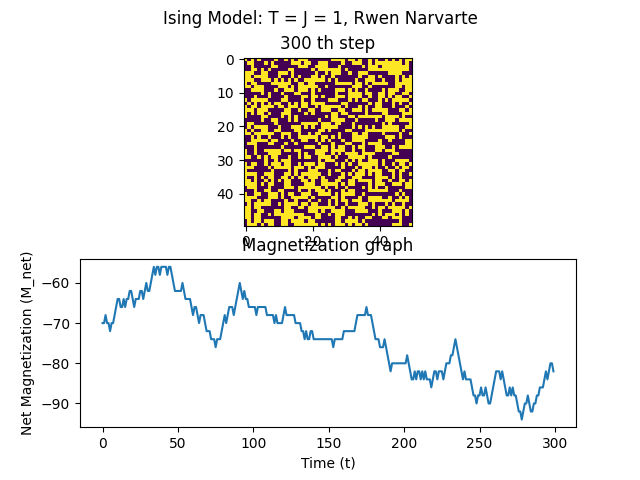 Ising Model: T = J = 1, Rwen Narvarte
300 th step
0
10
20
30
40
0 20 40
Magnetization graph
Net Magnetization (M_net)
−60
−70
−80
−90
0 50 100 150 200 250 300
Time (t)